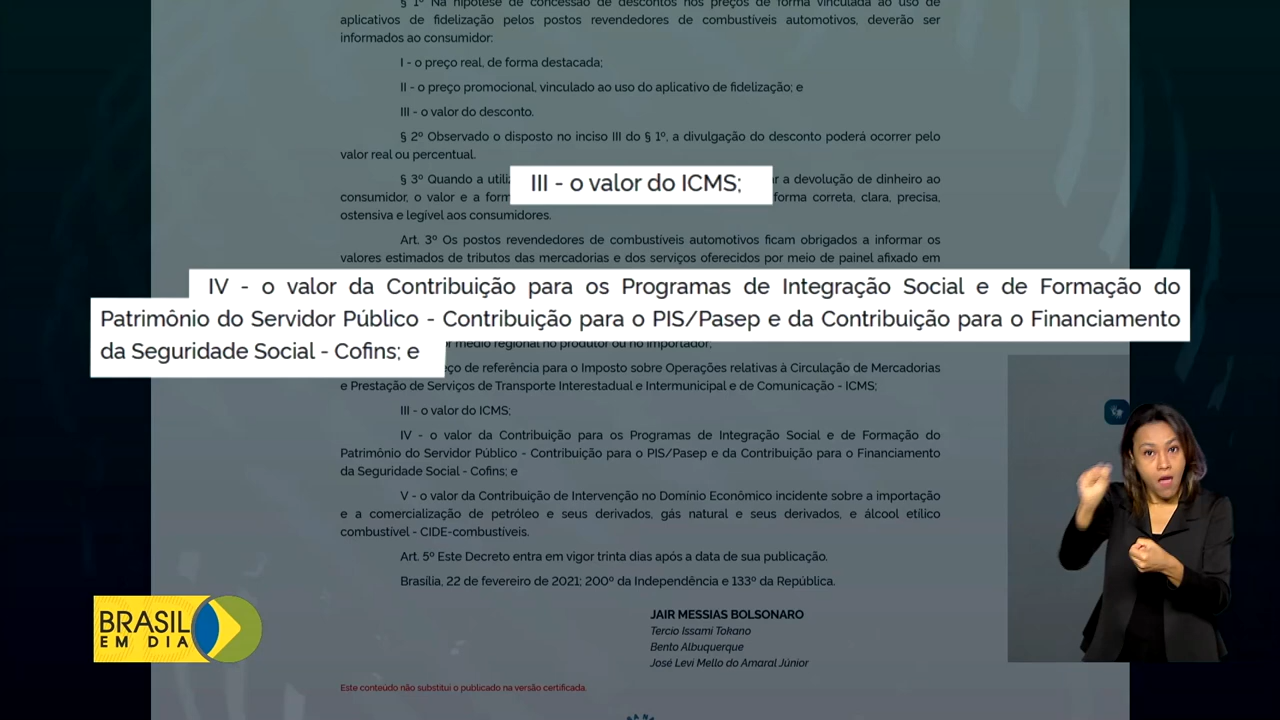 § 1º Na hipótese de concessão de descontos nos preços de forma vinculada ao uso de
aplicativos de fidelização pelos postos revendedores de combustíveis automotivos, deverão ser
informados ao consumidor:
I - o preço real, de forma destacada;
II - o preço promocional, vinculado ao uso do aplicativo de fidelização; e
III - o valor do desconto.
§ 2º Observado o disposto no inciso III do § 1º, a divulgação do desconto poderá ocorrer pelo
valor real ou percentual.
§ 3º Quando a a devolução de dinheiro ao
III - o valor do ICMS;
consumidor, o valor e a forma correta, clara, precisa,
ostensiva e legível aos consumidores.
Art. 3º Os postos revendedores de combustíveis automotivos ficam obrigados a informar os
valores estimados de tributos das mercadorias e dos serviços oferecidos por meio de painel afixado em
IV - o valor da Contribuição para os Programas de Integração Social e de Formação do
Patrimônio do Servidor Público - Contribuição para o PIS/Pasep e da Contribuição para o Financiamento
da Seguridade Social - Cofins; e
médio regional no produtor ou no importador;
de referência para o Imposto sobre Operações relativas à Circulação de Mercadorias
e Prestação de Serviços de Transporte Interestadual e Intermunicipal e de Comunicação - ICMS;
III - o valor do ICMS;
IV - o valor da Contribuição para os Programas de Integração Social e de Formação do
Patrimônio do Servidor Público - Contribuição para o PIS/Pasep e da Contribuição para o Financiamento
da Seguridade Social - Cofins; e
V - o valor da Contribuição de Intervenção no Domínio Econômico incidente sobre a importação
e a comercialização de petróleo e seus derivados, gás natural e seus derivados, e álcool etílico
combustível - CIDE-combustíveis.
Art. 5º Este Decreto entra em vigor trinta dias após a data de sua publicação.
Brasília, 22 de fevereiro de 2021; 200º da Independência e 133º da República.
JAIR MESSIAS BOLSONARO
Tercio Issami Tokano
Bento Albuquerque
José Levi Mello do Amaral Júnior
Este conteúdo não substitui o publicado na versão certificada.
BRASIL
EM DIA